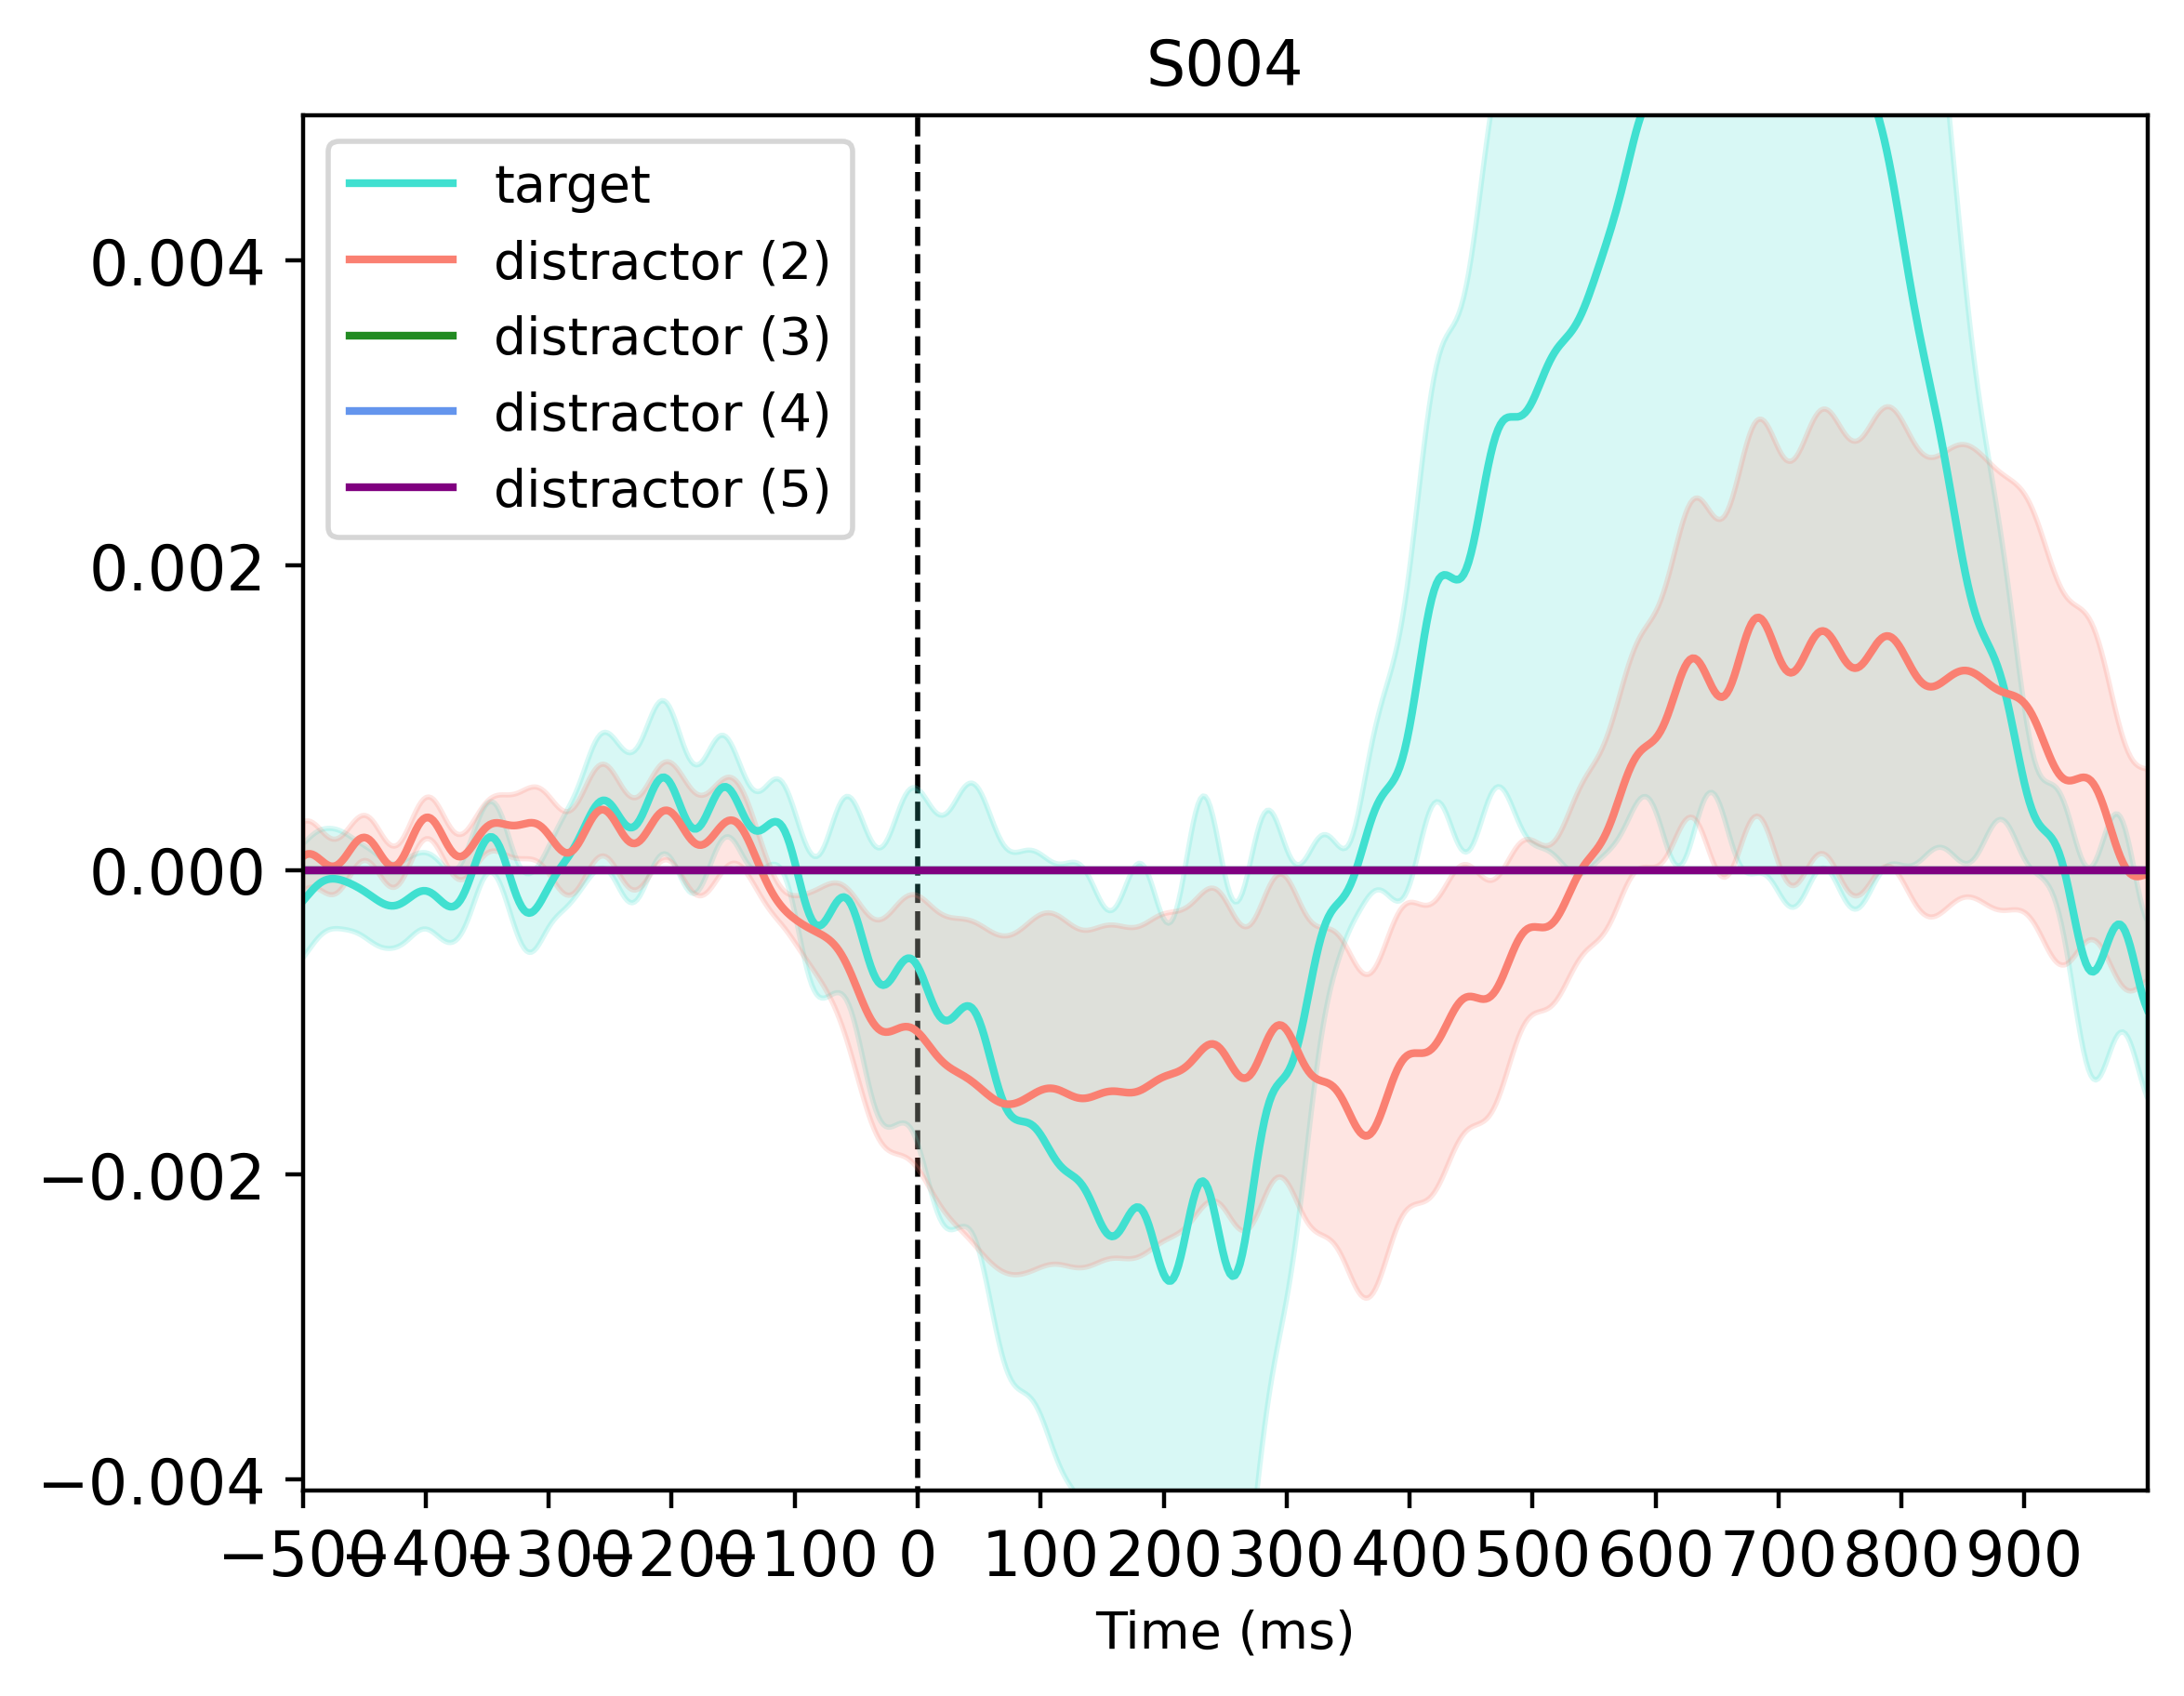 S004
target
distractor (2)
distractor (3)
distractor (4)
distractor (5)
0.004
0.002
0.000
−0.002
−0.004
−500 −400 −300 −200 −100 0 100 200 300 400 500 600 700 800 900
Time (ms)